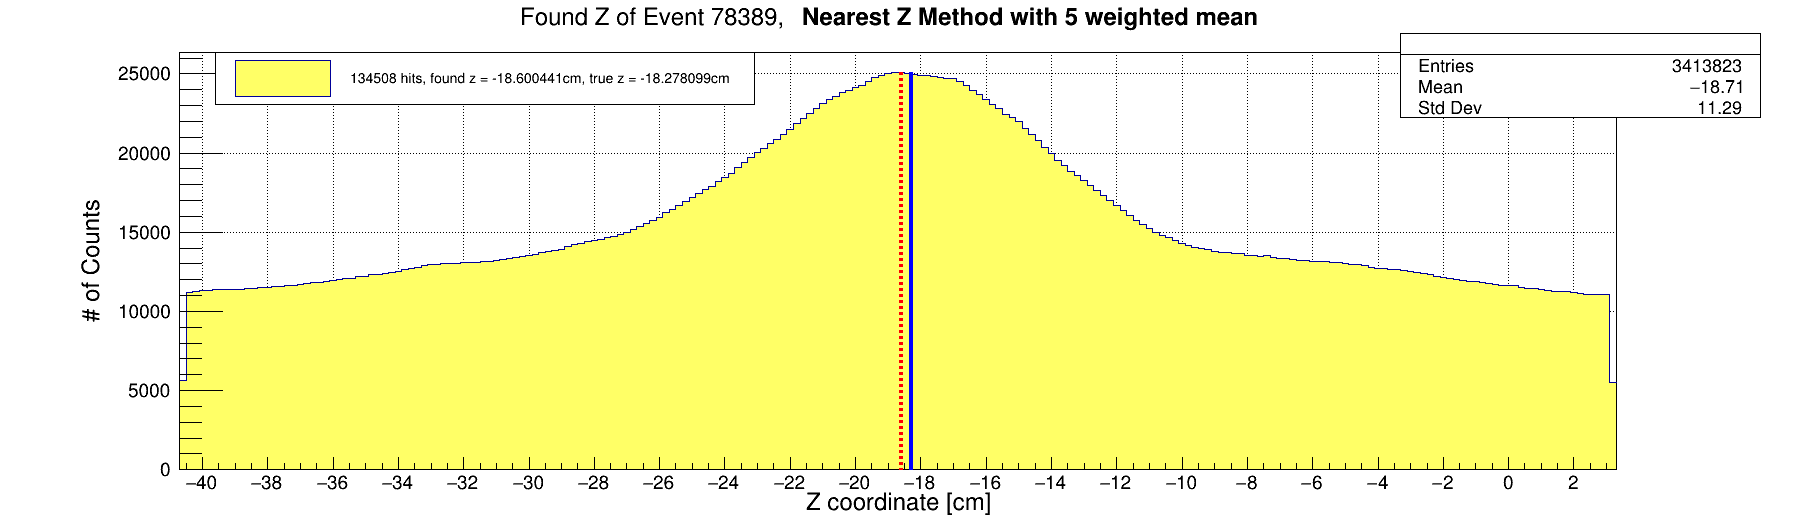 Found Z of Event 78389, Nearest Z Method with 5 weighted mean
134508 hits, found z = -18.600441cm, true z = -18.278099cm
Entries 3413823
Mean −18.71
Std Dev 11.29
# of Counts
25000
20000
15000
10000
5000
0
−40 −38 −36 −34 −32 −30 −28 −26 −24 −22 −20 −18 −16 −14 −12 −10 −8 −6 −4 −2 0 2
Z coordinate [cm]